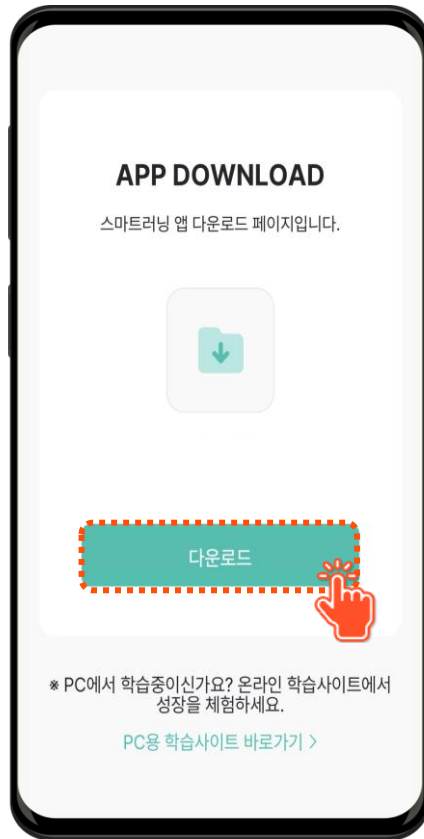 APP DOWNLOAD
스마트러닝 앱 다운로드 페이지입니다.
다운로드
※ PC에서 학습중이신가요? 온라인 학습사이트에서
성장을 체험하세요.
PC용 학습사이트 바로가기 >